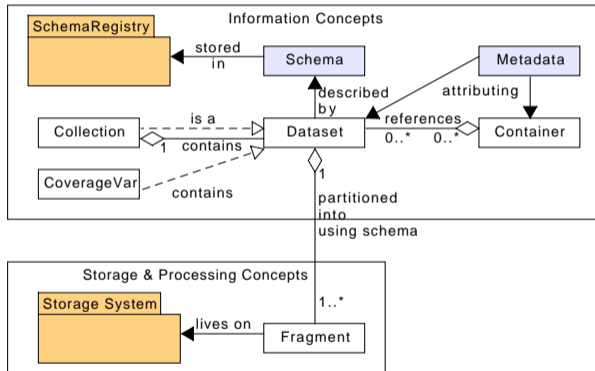 Information Concepts
SchemaRegistry
stored
in
Schema
Metadata
described
by
attributing
Collection
is a
contains
1
Dataset
references
0..*
0..*
Container
CoverageVar
contains
1
partitioned
into
using schema
Storage & Processing Concepts
Storage System
1..*
lives on
Fragment